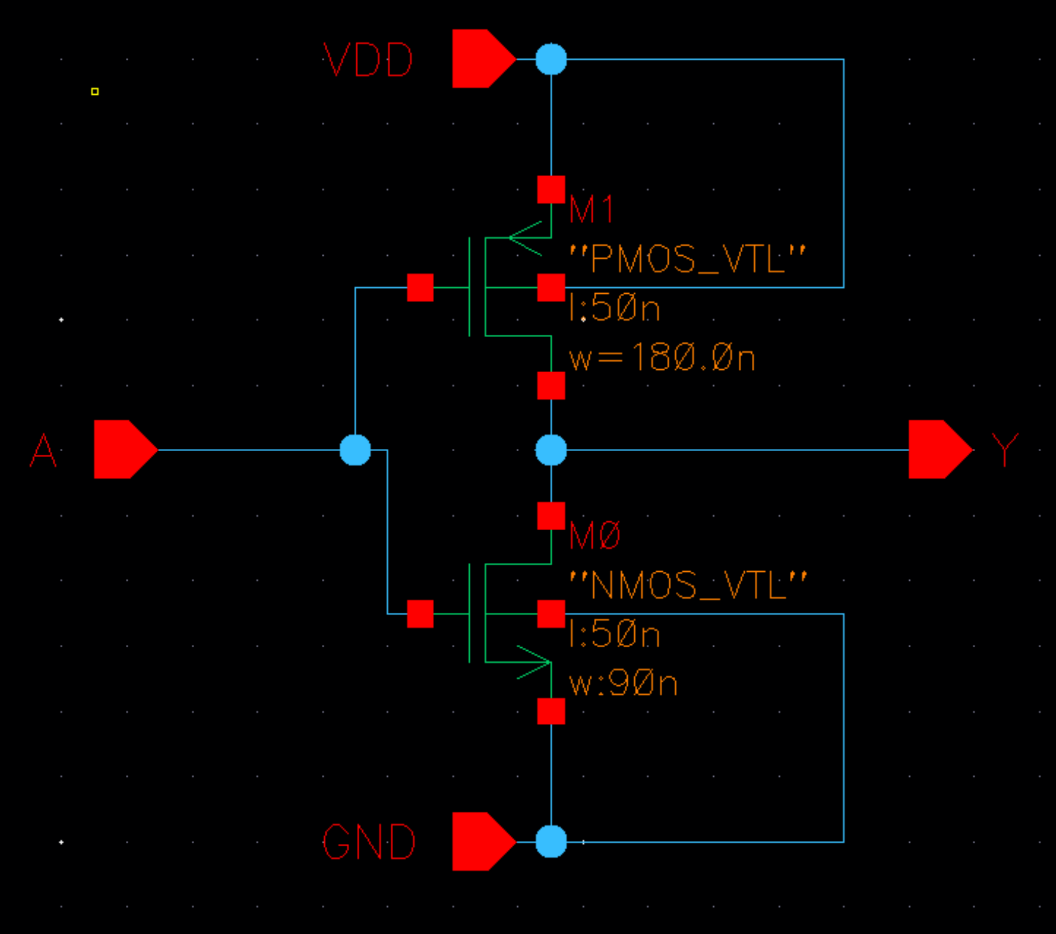 VDD
M1
"PMOS_VTL"
l:50n
w=180.0n
A
Y
M0
"NMOS_VTL"
l:50n
w:90n
GND